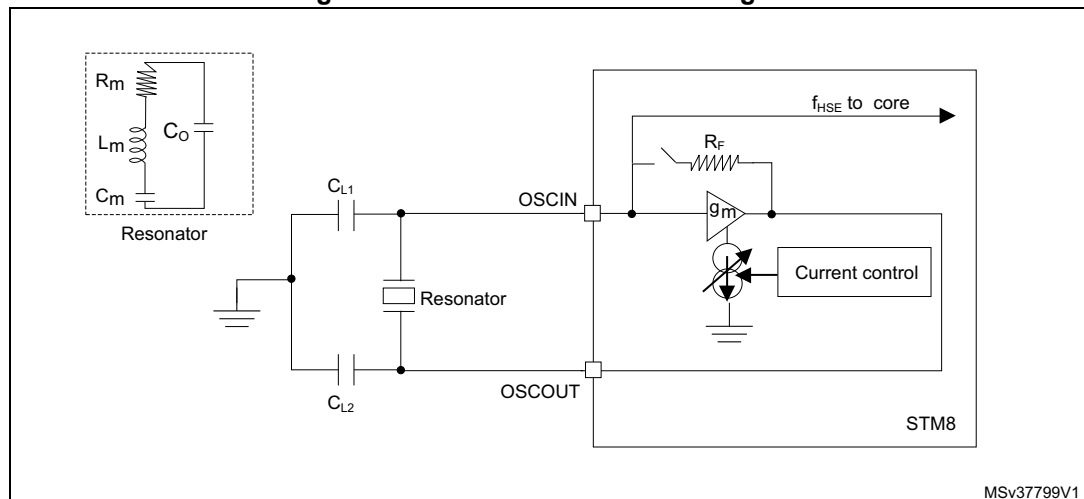 Rm
Lm
CO
Cm
Resonator
CL1
CL2
Resonator
OSCIN
OSCOUT
fHSE to core
RF
gm
Current control
STM8
MSv37799V1